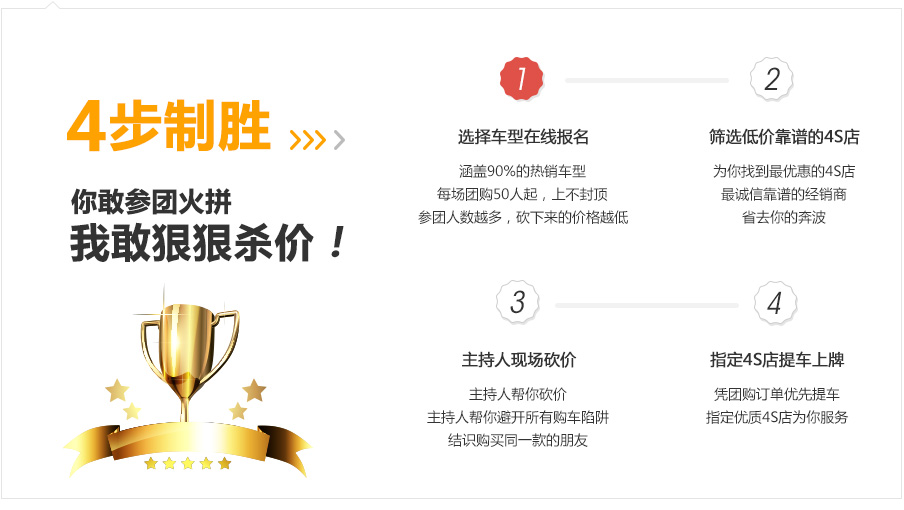 4步制胜
你敢参团火拼
我敢狠狠杀价！
1
选择车型在线报名
涵盖90%的热销车型
每场团购50人起，上不封顶
参团人数越多，砍下来的价格越低
2
筛选低价靠谱的4S店
为你找到最优惠的4S店
最诚信靠谱的经销商
省去你的奔波
3
主持人现场砍价
主持人帮你砍价
主持人帮你避开所有购车陷阱
结识购买同一款的朋友
4
指定4S店提车上牌
凭团购订单优先提车
指定优质4S店为你服务